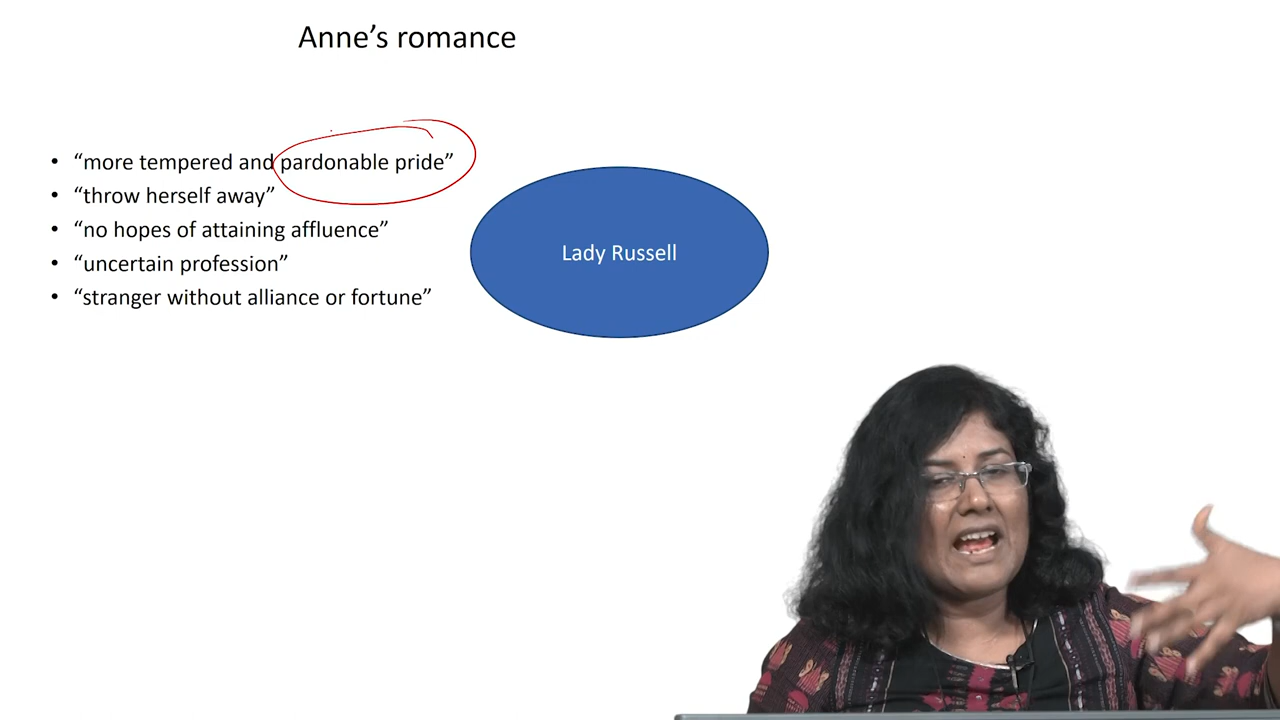 Anne’s romance
• “more tempered and pardonable pride”
• “throw herself away”
• “no hopes of attaining affluence”
• “uncertain profession”
• “stranger without alliance or fortune”
Lady Russell